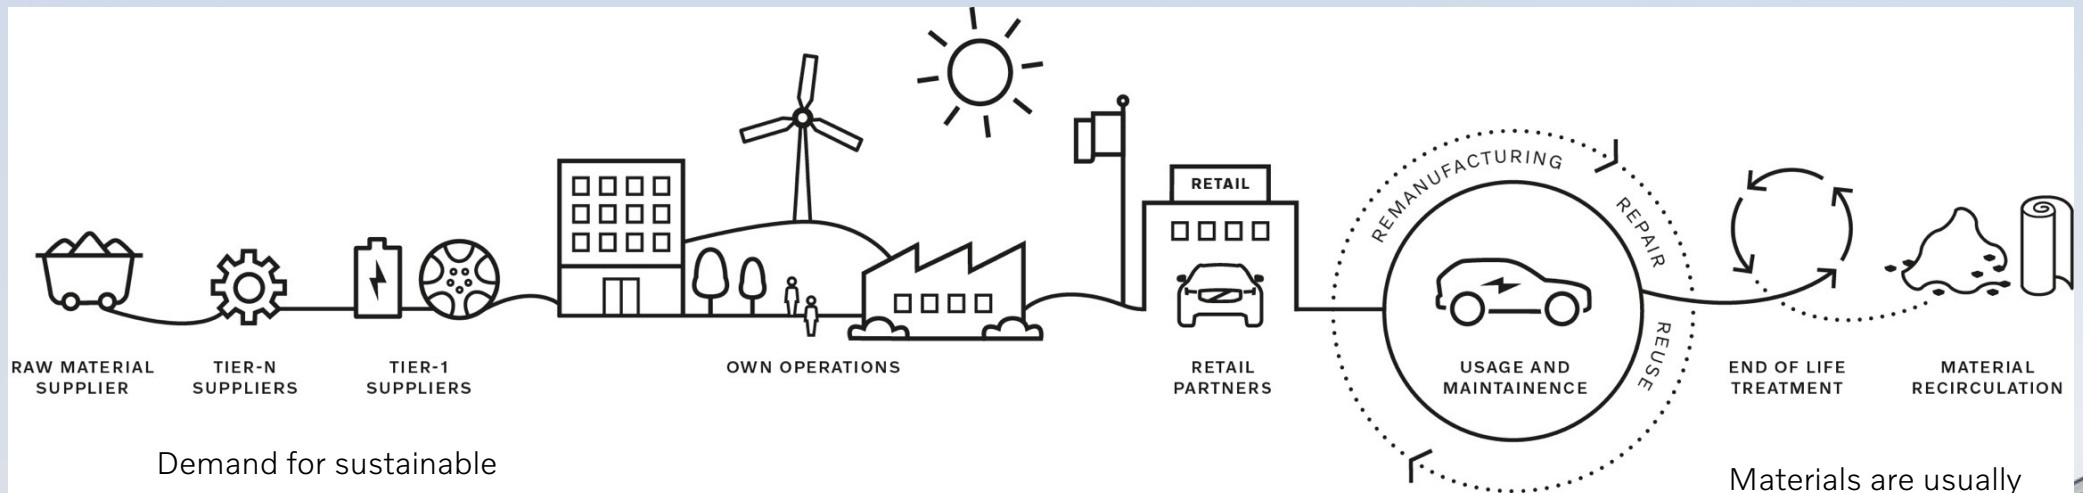 RETAIL
REMANUFACTURING
REPAIR
REUSE
RAW MATERIAL
SUPPLIER
TIER-N
SUPPLIERS
TIER-1
SUPPLIERS
OWN OPERATIONS
RETAIL
PARTNERS
USAGE AND
MAINTAINENCE
END OF LIFE
TREATMENT
MATERIAL
RECIRCULATION
Demand for sustainable
Materials are usually